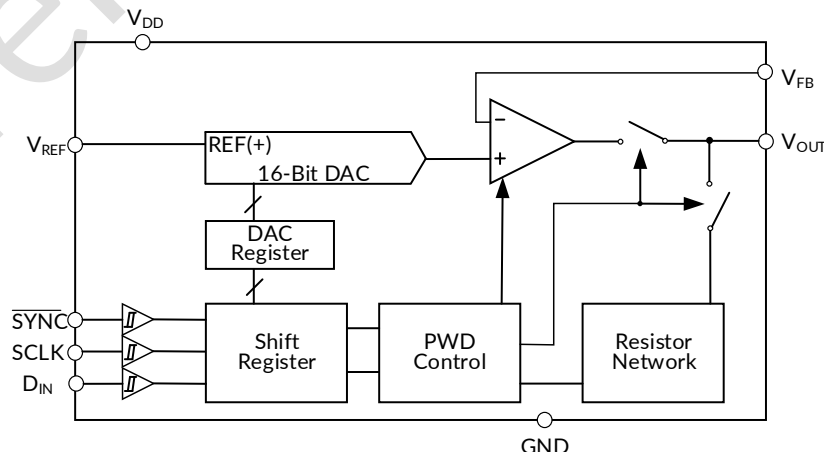 VDD
VFB
VREF
REF(+)
16-Bit DAC
−
+
VOUT
DAC
Register
SYNC
SCLK
DIN
Shift
Register
PWD
Control
Resistor
Network
GND